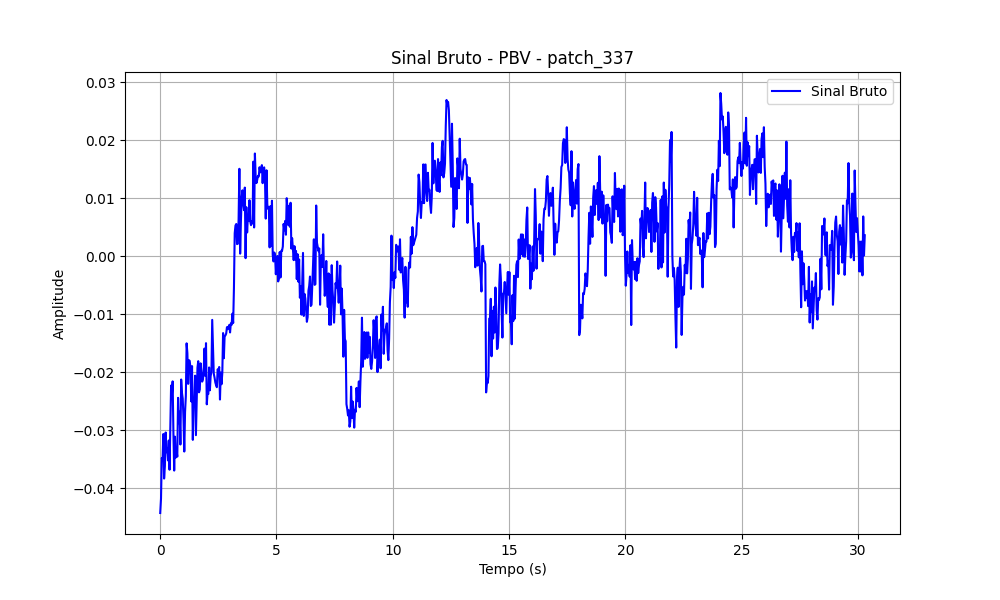 Sinal Bruto - PBV - patch_337
Sinal Bruto
0.03
0.02
0.01
0.00
−0.01
−0.02
−0.03
−0.04
Amplitude
0 5 10 15 20 25 30
Tempo (s)